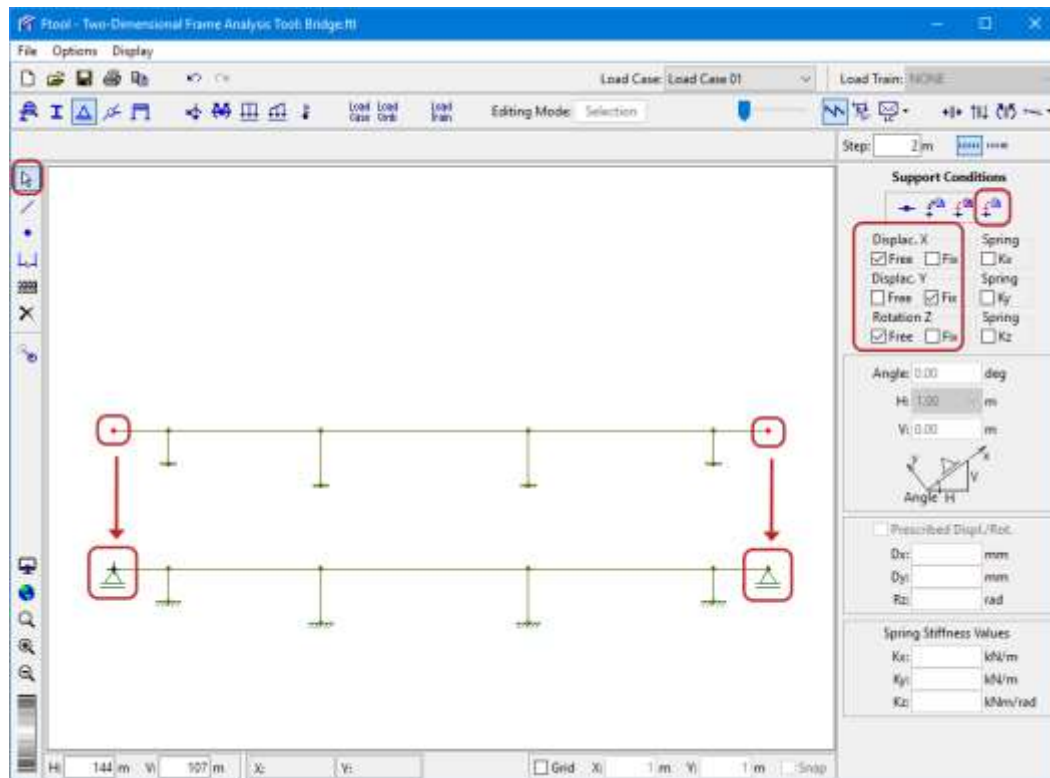 Ftool - Two-Dimensional Frame Analysis Tool: Bridge.ftl
File Options Display
Load Case: Load Case 01 Load Train: NONE
Load Case Load Comb Load Train Editing Mode: Selection
Step: 2 m
Support Conditions
Displac. X Spring
Free Fix Kx
Displac. Y Spring
Free Fix Ky
Rotation Z Spring
Free Fix Kz
Angle: 0.00 deg
H: 1.00 m
V: 0.00 m
y x
V
Angle H
Prescribed Displ./Rot.
Dx: mm
Dy: mm
Rz: rad
Spring Stiffness Values
Kx: kN/m
Ky: kN/m
Kz: kNm/rad
H: 144 m V: 107 m X: Y: Grid X: 1 m Y: 1 m Snap